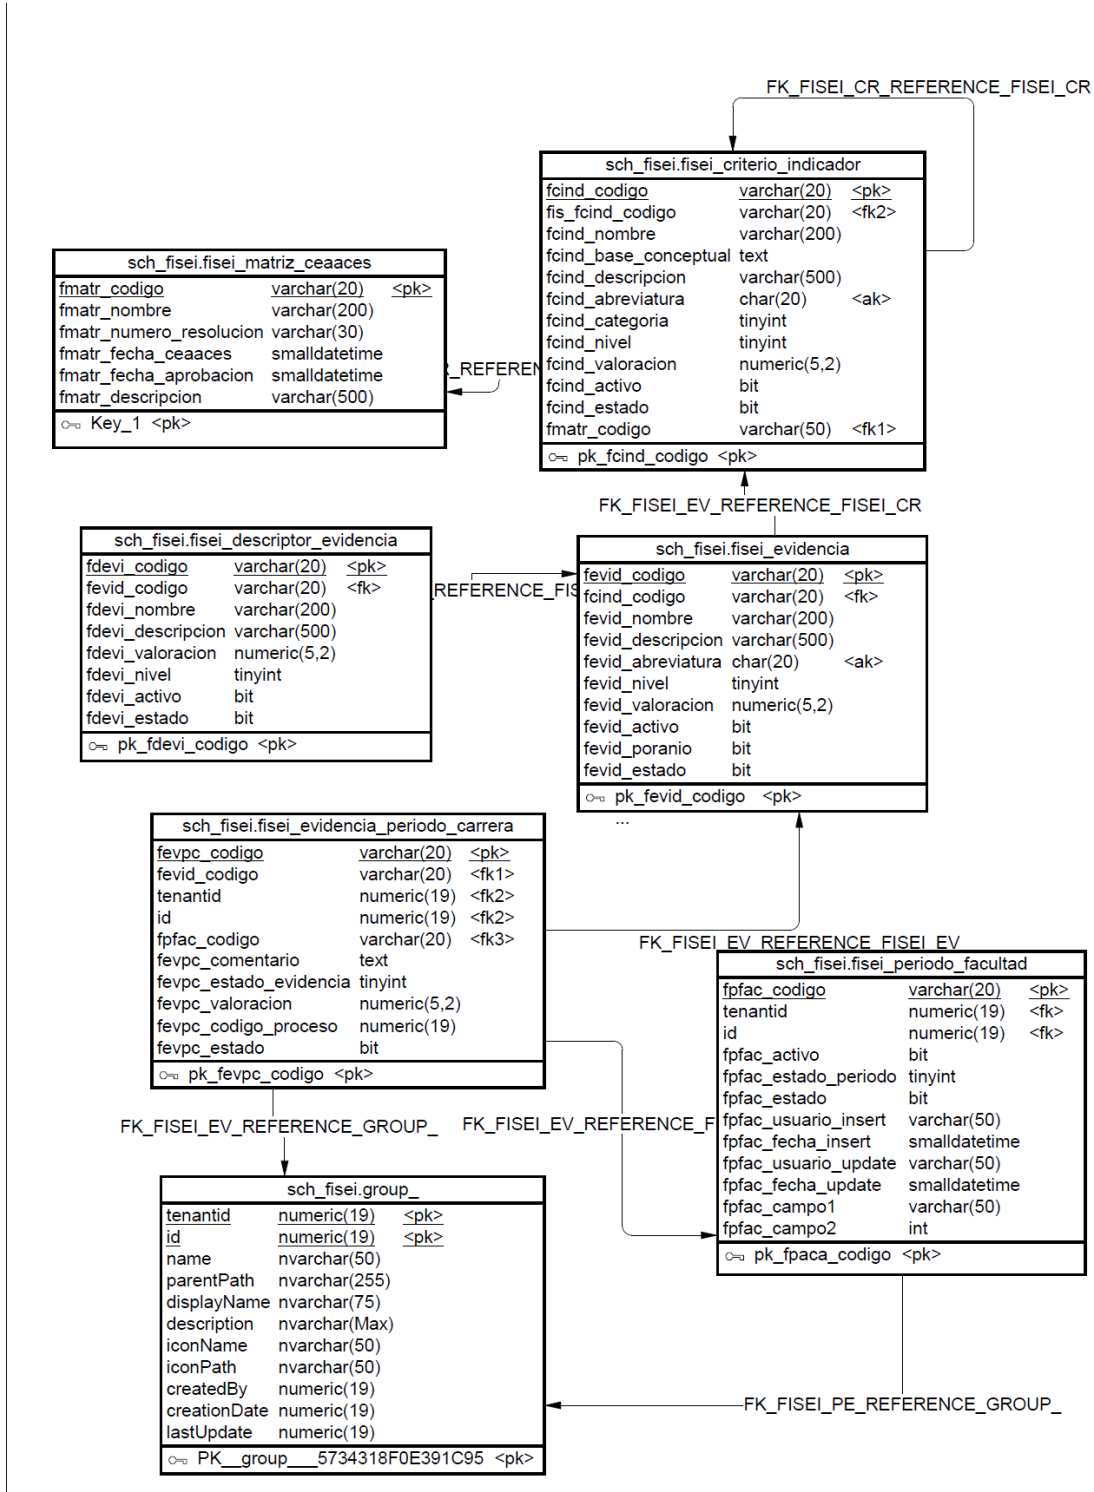 FK_FISEI_CR_REFERENCE_FISEI_CR
sch_fisei.fisei_criterio_indicador
fcind_codigo varchar(20) <pk>
fis_fcind_codigo varchar(20) <fk2>
fcind_nombre varchar(200)
fcind_base_conceptual text
fcind_descripcion varchar(500)
fcind_abreviatura char(20) <ak>
fcind_categoria tinyint
fcind_nivel tinyint
fcind_valoracion numeric(5,2)
fcind_activo bit
fcind_estado bit
fmatr_codigo varchar(50) <fk1>
pk_fcind_codigo <pk>
sch_fisei.fisei_matriz_ceaaces
fmatr_codigo varchar(20) <pk>
fmatr_nombre varchar(200)
fmatr_numero_resolucion varchar(30)
fmatr_fecha_ceaaces smalldatetime
fmatr_fecha_aprobacion smalldatetime
fmatr_descripcion varchar(500)
Key_1 <pk>
R_REFEREN
FK_FISEI_EV_REFERENCE_FISEI_CR
sch_fisei.fisei_descriptor_evidencia
fdevi_codigo varchar(20) <pk>
fevid_codigo varchar(20) <fk>
fdevi_nombre varchar(200)
fdevi_descripcion varchar(500)
fdevi_valoracion numeric(5,2)
fdevi_nivel tinyint
fdevi_activo bit
fdevi_estado bit
pk_fdevi_codigo <pk>
_REFERENCE_FIS
sch_fisei.fisei_evidencia
fevid_codigo varchar(20) <pk>
fcind_codigo varchar(20) <fk>
fevid_nombre varchar(200)
fevid_descripcion varchar(500)
fevid_abreviatura char(20) <ak>
fevid_nivel tinyint
fevid_valoracion numeric(5,2)
fevid_activo bit
fevid_poranio bit
fevid_estado bit
pk_fevid_codigo <pk>
...
sch_fisei.fisei_evidencia_periodo_carrera
fevpc_codigo varchar(20) <pk>
fevid_codigo varchar(20) <fk1>
tenantid numeric(19) <fk2>
id numeric(19) <fk2>
fpfac_codigo varchar(20) <fk3>
fevpc_comentario text
fevpc_estado_evidencia tinyint
fevpc_valoracion numeric(5,2)
fevpc_codigo_proceso numeric(19)
fevpc_estado bit
pk_fevpc_codigo <pk>
FK_FISEI_EV_REFERENCE_FISEI_EV
sch_fisei.fisei_periodo_facultad
fpfac_codigo varchar(20) <pk>
tenantid numeric(19) <fk>
id numeric(19) <fk>
fpfac_activo bit
fpfac_estado_periodo tinyint
fpfac_estado bit
fpfac_usuario_insert varchar(50)
fpfac_fecha_insert smalldatetime
fpfac_usuario_update varchar(50)
fpfac_fecha_update smalldatetime
fpfac_campo1 varchar(50)
fpfac_campo2 int
pk_fpaca_codigo <pk>
FK_FISEI_EV_REFERENCE_GROUP_
FK_FISEI_EV_REFERENCE_F
sch_fisei.group_
tenantid numeric(19) <pk>
id numeric(19) <pk>
name nvarchar(50)
parentPath nvarchar(255)
displayName nvarchar(75)
description nvarchar(Max)
iconName nvarchar(50)
iconPath nvarchar(50)
createdBy numeric(19)
creationDate numeric(19)
lastUpdate numeric(19)
PK__group___5734318F0E391C95 <pk>
FK_FISEI_PE_REFERENCE_GROUP_